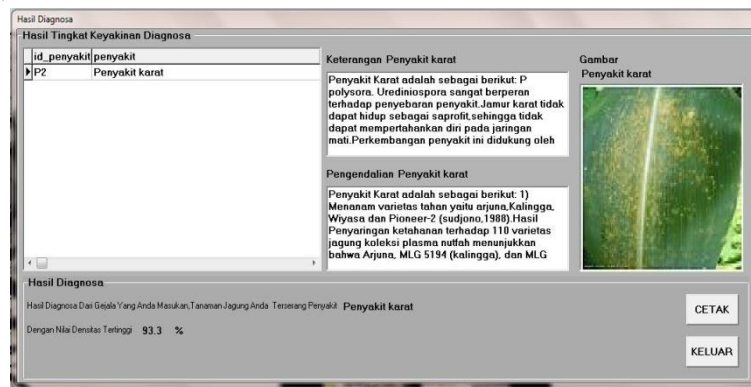 Hasil Diagnosa
Hasil Tingkat Keyakinan Diagnosa
id_penyakit penyakit
P2 Penyakit karat
Keterangan Penyakit karat
Penyakit Karat adalah sebagai berikut: P
polysora. Urediniospora sangat berperan
terhadap penyebaran penyakit.Jamur karat tidak
dapat hidup sebagai saprofit,sehingga tidak
dapat mempertahankan diri pada jaringan
mati.Perkembangan penyakit ini didukung oleh
Pengendalian Penyakit karat
Penyakit Karat adalah sebagai berikut: 1)
Menanam varietas tahan yaitu arjuna,Kalingga,
Wiyasa dan Pioneer-2 (sudjono,1988).Hasil
Penyaringan ketahanan terhadap 110 varietas
jagung koleksi plasma nutfah menunjukkan
bahwa Arjuna, MLG 5194 (kalingga), dan MLG
Gambar
Penyakit karat
Hasil Diagnosa
Hasil Diagnosa Dari Gejala Yang Anda Masukan,Tanaman Jagung Anda Terserang Penyakit Penyakit karat
Dengan Nilai Densitas Tertinggi 93.3 %
CETAK
KELUAR